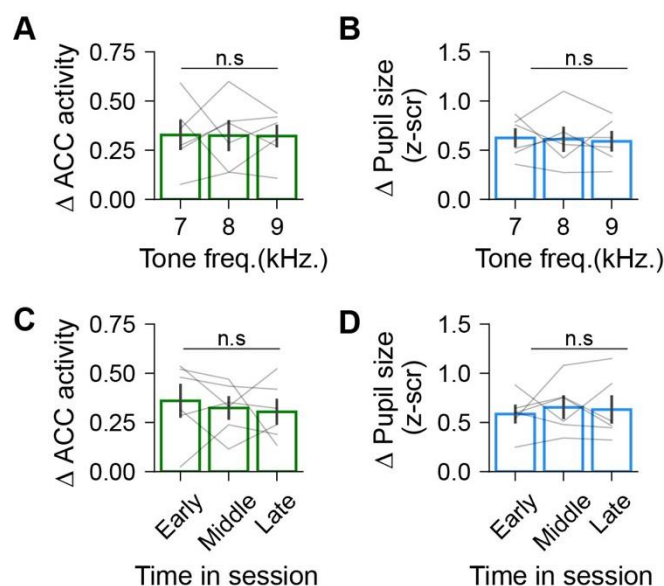 A
Δ ACC activity
0.75
0.50
0.25
0.00
n.s
7 8 9
Tone freq.(kHz.)
B
Δ Pupil size
(z-scr)
1.5
1.0
0.5
0.0
n.s
7 8 9
Tone freq.(kHz.)
C
Δ ACC activity
0.75
0.50
0.25
0.00
n.s
Early Middle Late
Time in session
D
Δ Pupil size
(z-scr)
1.5
1.0
0.5
0.0
n.s
Early Middle Late
Time in session